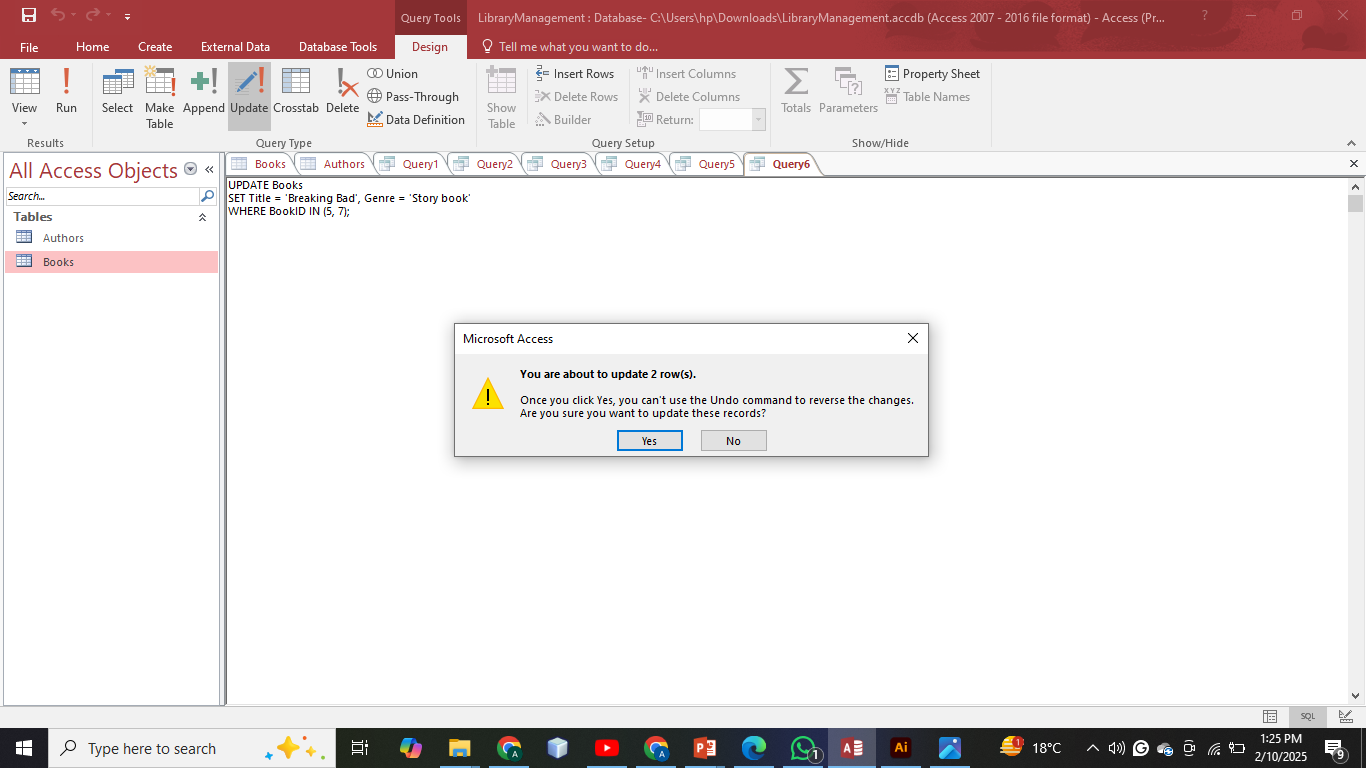 Query Tools
LibraryManagement : Database- C:\Users\hp\Downloads\LibraryManagement.accdb (Access 2007 - 2016 file format) - Access (Pr...
?
File
Home
Create
External Data
Database Tools
Design
Tell me what you want to do...
View
Run
Select
Make Table
Append
Update
Crosstab
Delete
Union
Pass-Through
Data Definition
Show Table
Insert Rows
Delete Rows
Builder
Insert Columns
Delete Columns
Return:
Totals
Parameters
Property Sheet
Table Names
Results
Query Type
Query Setup
Show/Hide
All Access Objects
Search...
Tables
Authors
Books
Books
Authors
Query1
Query2
Query3
Query4
Query5
Query6
UPDATE Books
SET Title = 'Breaking Bad', Genre = 'Story book'
WHERE BookID IN (5, 7);
Microsoft Access
You are about to update 2 row(s).
Once you click Yes, you can't use the Undo command to reverse the changes.
Are you sure you want to update these records?
Yes
No
SQL
Type here to search
1
Ai
1
18°C
1:25 PM
2/10/2025
9